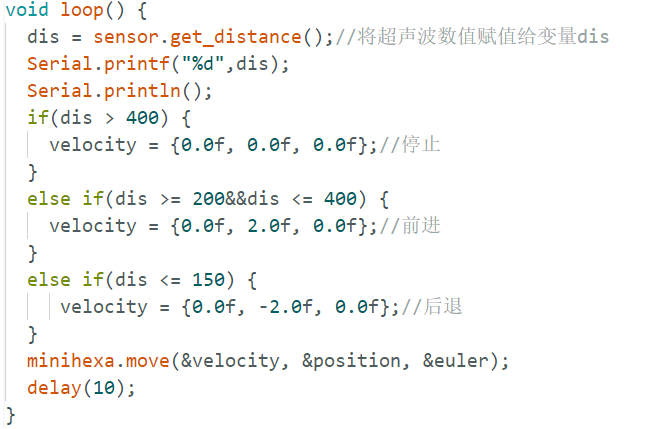 void loop() {
  dis = sensor.get_distance();//将超声波数值赋值给变量dis
  Serial.printf("%d",dis);
  Serial.println();
  if(dis > 400) {
    velocity = {0.0f, 0.0f, 0.0f};//停止
  }
  else if(dis >= 200&&dis <= 400) {
    velocity = {0.0f, 2.0f, 0.0f};//前进
  }
  else if(dis <= 150) {
     velocity = {0.0f, -2.0f, 0.0f};//后退
  }
  minihexa.move(&velocity, &position, &euler);
  delay(10);
}